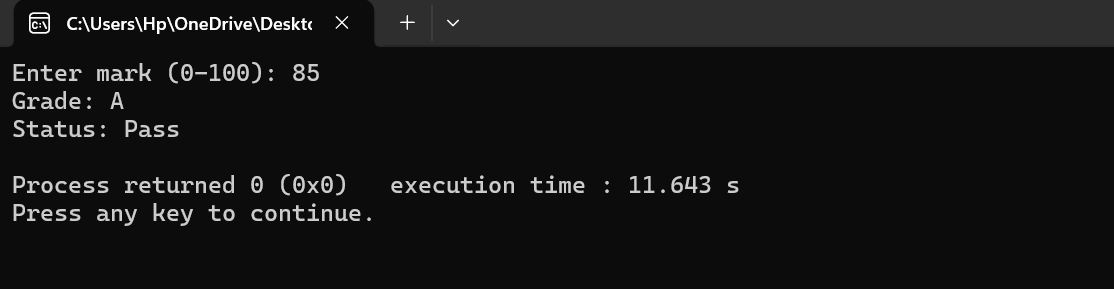 C:\Users\Hp\OneDrive\Deskt
Enter mark (0-100): 85
Grade: A
Status: Pass
Process returned 0 (0x0)   execution time : 11.643 s
Press any key to continue.